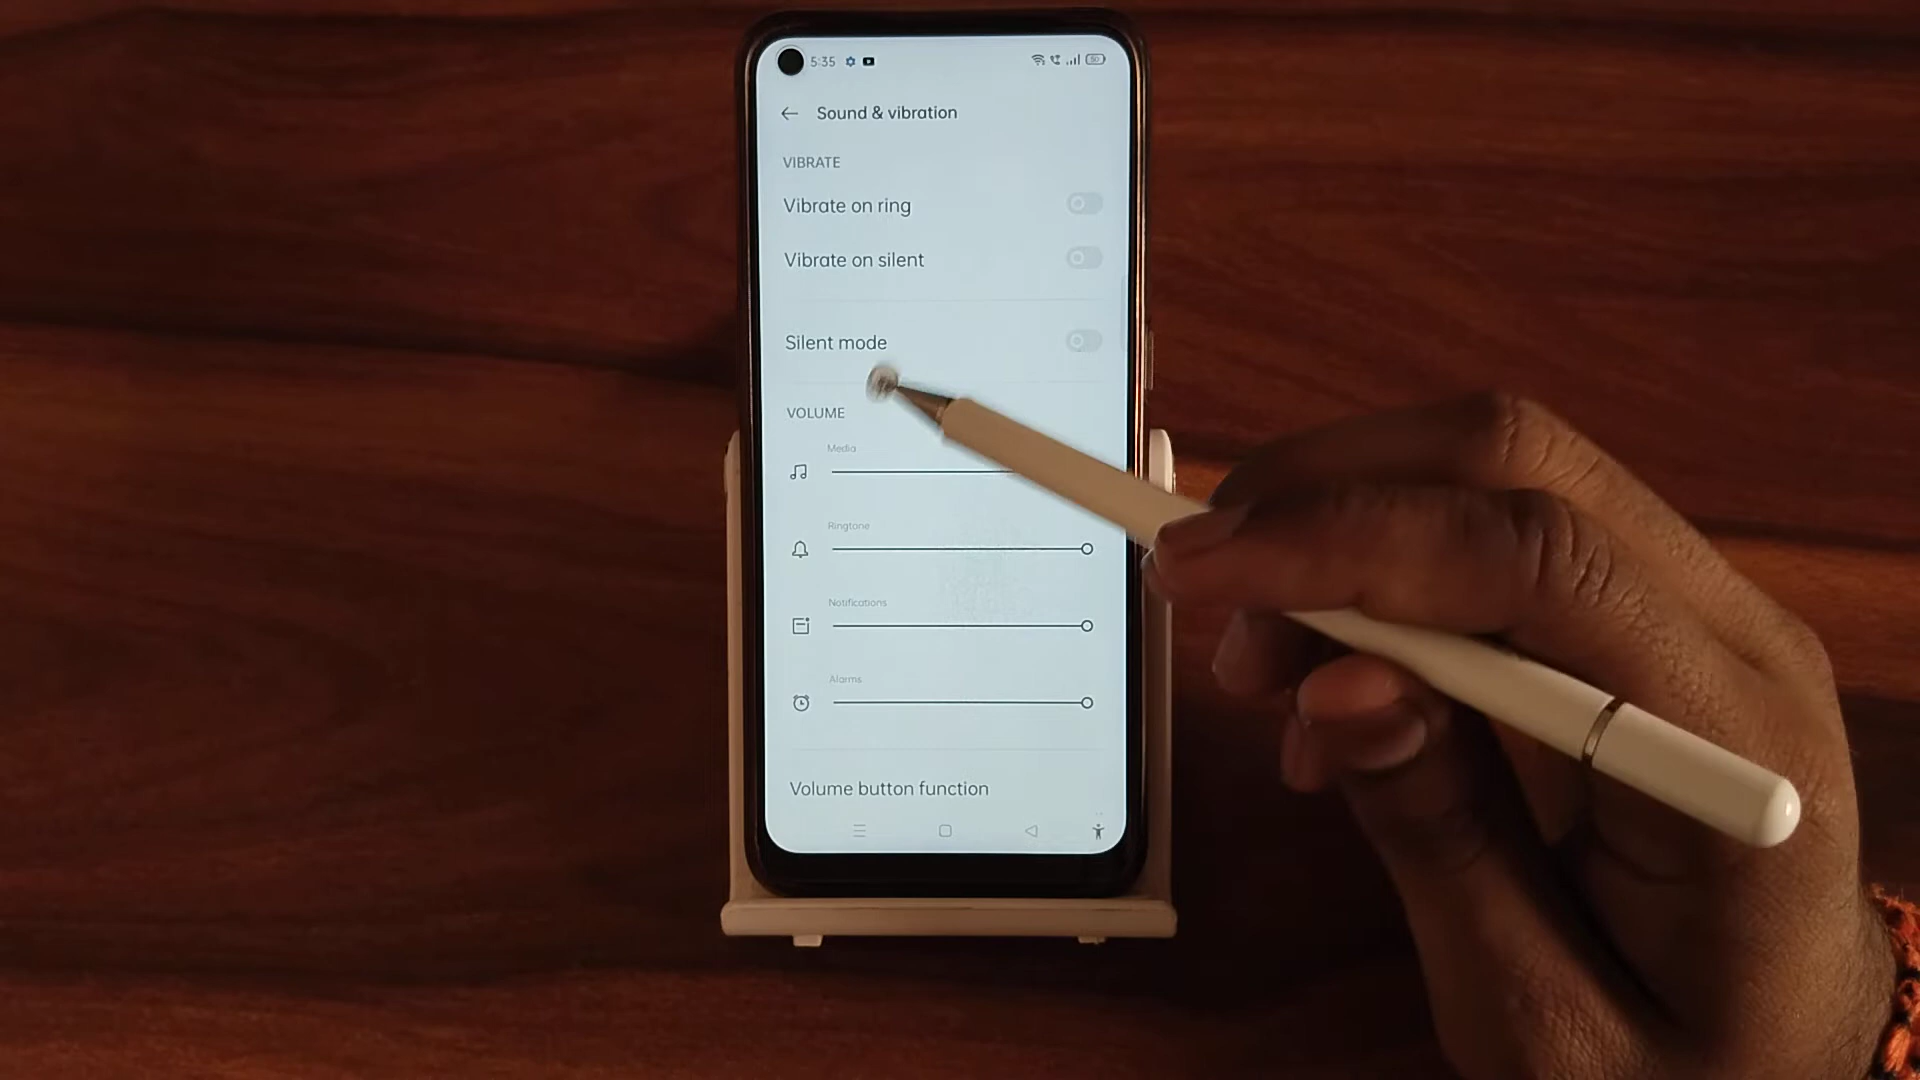 5:35
Sound & vibration
VIBRATE
Vibrate on ring
Vibrate on silent
Silent mode
VOLUME
Media
Ringtone
Notifications
Alarms
Volume button function